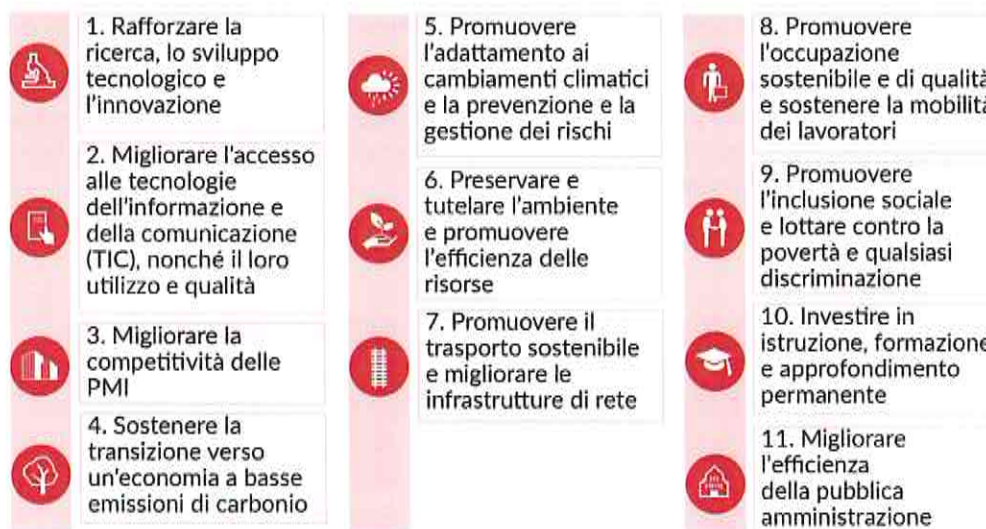 1. Rafforzare la
ricerca, lo sviluppo
tecnologico e
l'innovazione
2. Migliorare l'accesso
alle tecnologie
dell'informazione e
della comunicazione
(TIC), nonché il loro
utilizzo e qualità
3. Migliorare la
competitività delle
PMI
4. Sostenere la
transizione verso
un'economia a basse
emissioni di carbonio
5. Promuovere
l'adattamento ai
cambiamenti climatici
e la prevenzione e la
gestione dei rischi
6. Preservare e
tutelare l'ambiente
e promuovere
l'efficienza delle
risorse
7. Promuovere il
trasporto sostenibile
e migliorare le
infrastrutture di rete
8. Promuovere
l'occupazione
sostenibile e di qualità
e sostenere la mobilità
dei lavoratori
9. Promuovere
l'inclusione sociale
e lottare contro la
povertà e qualsiasi
discriminazione
10. Investire in
istruzione, formazione
e approfondimento
permanente
11. Migliorare
l'efficienza
della pubblica
amministrazione